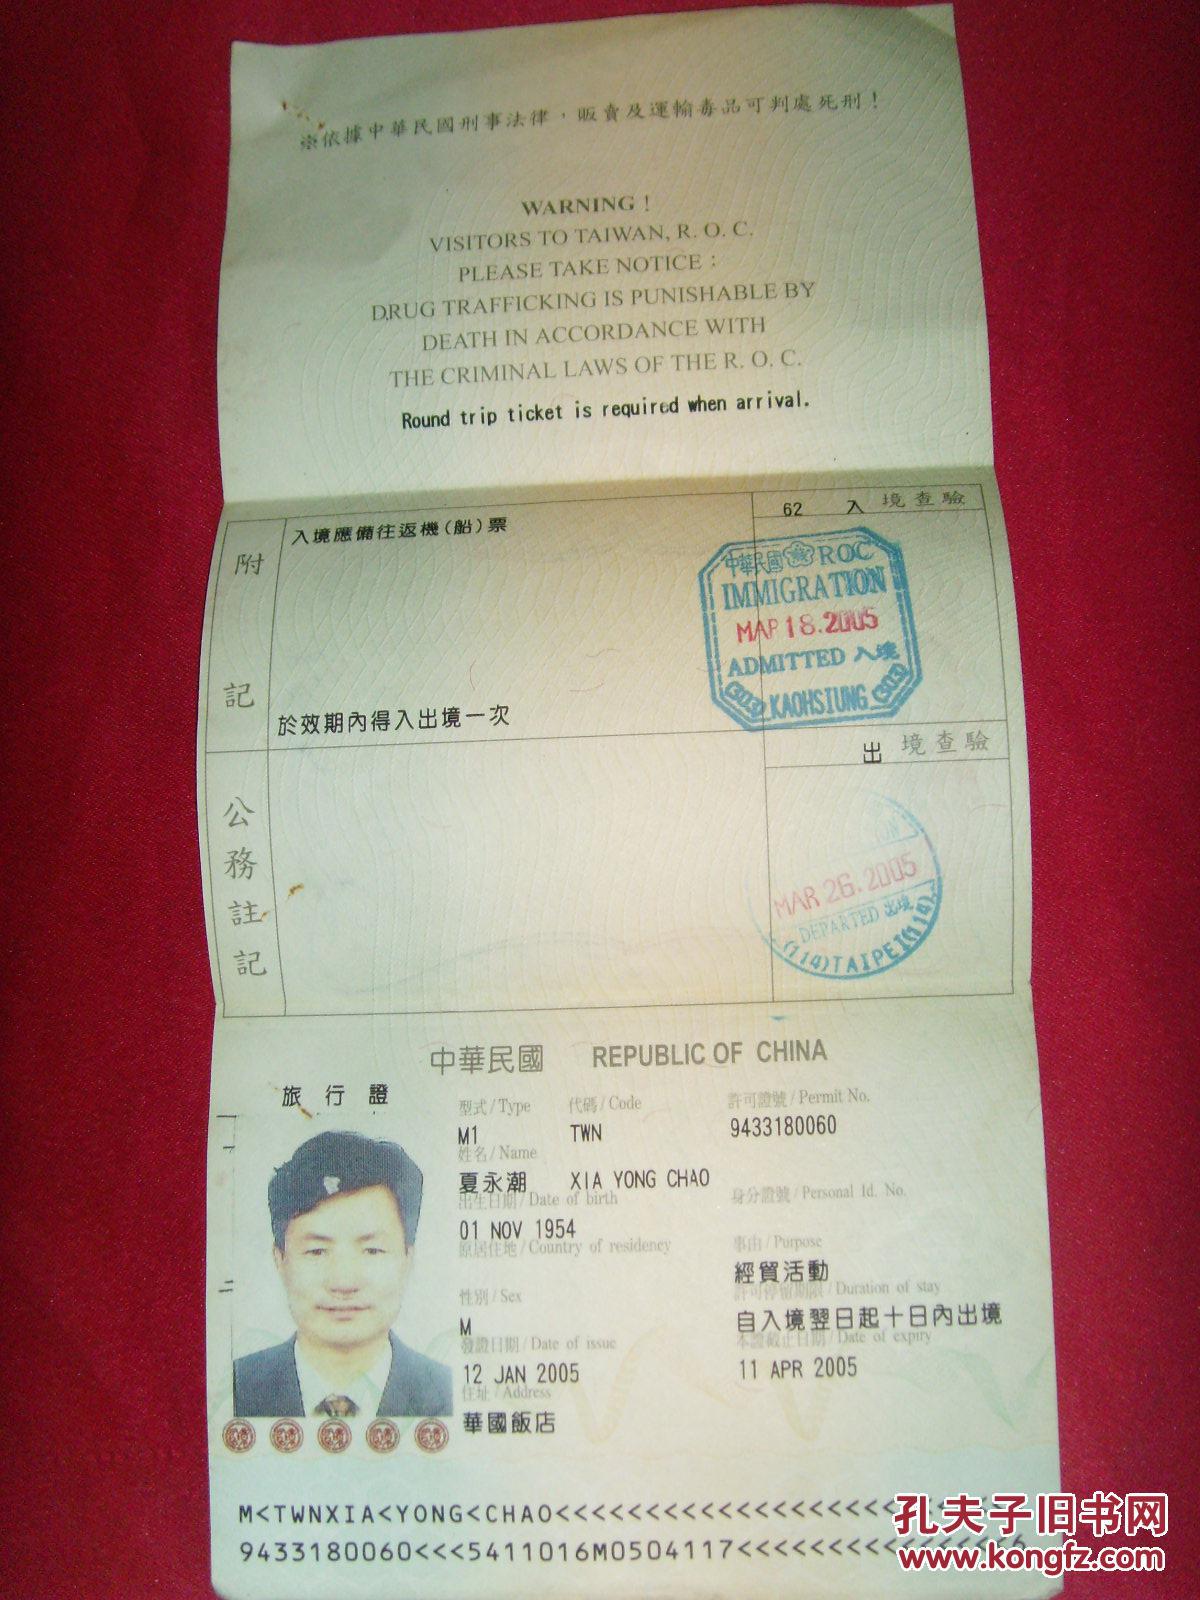 ※依據中華民國刑事法律，販賣及運輸毒品可判處死刑！
WARNING！
VISITORS TO TAIWAN, R. O. C.
PLEASE TAKE NOTICE：
DRUG TRAFFICKING IS PUNISHABLE BY
DEATH IN ACCORDANCE WITH
THE CRIMINAL LAWS OF THE R. O. C.
Round trip ticket is required when arrival.
附記
入境應備往返機(船)票
62 入境查驗
中華民國 ROC
IMMIGRATION
MAR 18.2005
ADMITTED 入境
(303) KAOHSIUNG (303)
於效期內得入出境一次
公務註記
出境查驗
MAR 26.2005
DEPARTED 出境
(114)TAIPEI(114)
中華民國 REPUBLIC OF CHINA
旅行證
型式/Type 代碼/Code 許可證號/Permit No.
M1 TWN 9433180060
姓名/Name
夏永潮 XIA YONG CHAO
出生日期/Date of birth 身分證號/Personal Id. No.
01 NOV 1954
原居住地/Country of residency 事由/Purpose
經貿活動
性別/Sex 許可停留期限/Duration of stay
M 自入境翌日起十日內出境
發證日期/Date of issue 本證截止日期/Date of expiry
12 JAN 2005 11 APR 2005
住址/Address
華國飯店
M<TWNXIA<YONG<CHAO<<<<<<<<<<<<<<<<<<
9433180060<<<5411016M0504117<<<<<<<<<<<<<<6
孔夫子旧书网
www.kongfz.com